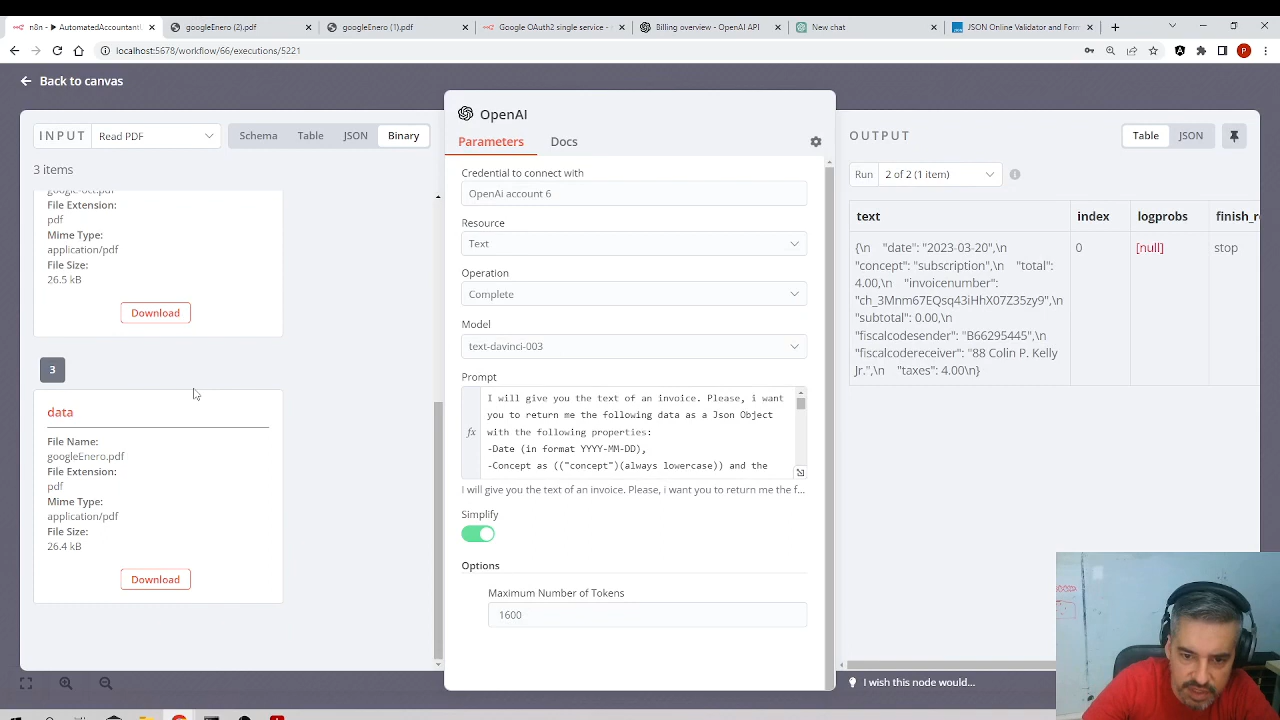 n8n - ▶ AutomatedAccountant
googleEnero (2).pdf
googleEnero (1).pdf
Google OAuth2 single service -
Billing overview - OpenAI API
New chat
JSON Online Validator and Form
localhost:5678/workflow/66/executions/5221
P
Back to canvas
INPUT
Read PDF
Schema
Table
JSON
Binary
3 items
File Extension:
pdf
Mime Type:
application/pdf
File Size:
26.5 kB
Download
3
data
File Name:
googleEnero.pdf
File Extension:
pdf
Mime Type:
application/pdf
File Size:
26.4 kB
Download
OpenAI
Parameters
Docs
Credential to connect with
OpenAi account 6
Resource
Text
Operation
Complete
Model
text-davinci-003
Prompt
fx
I will give you the text of an invoice. Please, i want
you to return me the following data as a Json Object
with the following properties:
-Date (in format YYYY-MM-DD),
-Concept as (("concept")(always lowercase)) and the
I will give you the text of an invoice. Please, i want you to return me the f...
Simplify
Options
Maximum Number of Tokens
1600
OUTPUT
Table
JSON
Run
2 of 2 (1 item)
text
index
logprobs
finish_r
{\n "date": "2023-03-20",\n
"concept": "subscription",\n "total":
4.00,\n "invoicenumber":
"ch_3Mnm67EQsq43iHhX07Z35zy9",\n
"subtotal": 0.00,\n
"fiscalcodesender": "B66295445",\n
"fiscalcodereceiver": "88 Colin P. Kelly
Jr.",\n "taxes": 4.00\n}
0
[null]
stop
I wish this node would...